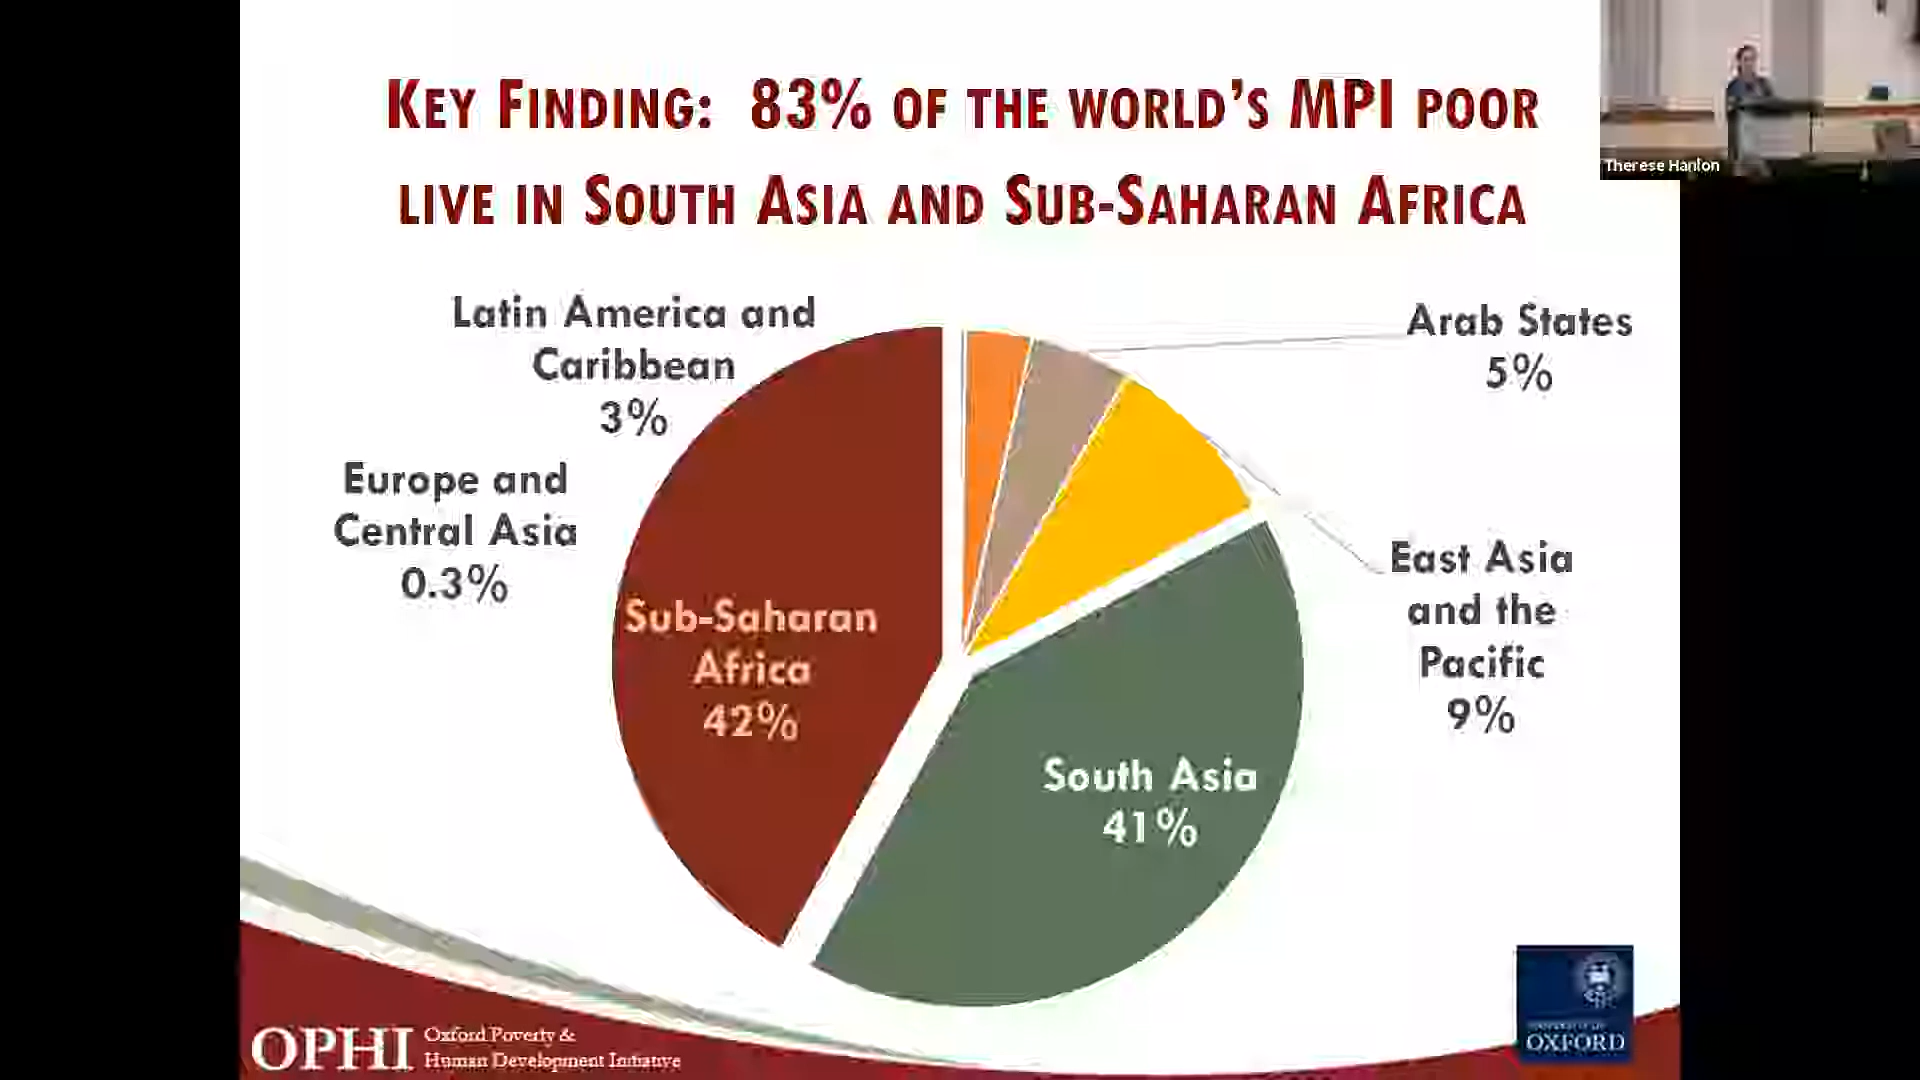 KEY FINDING: 83% OF THE WORLD'S MPI POOR
LIVE IN SOUTH ASIA AND SUB-SAHARAN AFRICA
Therese Hanlon
Latin America and
Caribbean
3%
Arab States
5%
Europe and
Central Asia
0.3%
East Asia
and the
Pacific
9%
Sub-Saharan
Africa
42%
South Asia
41%
OPHI
Oxford Poverty &
Human Development Initiative
UNIVERSITY OF
OXFORD